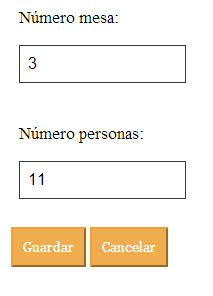 Número mesa:
3
Número personas:
11
Guardar Cancelar